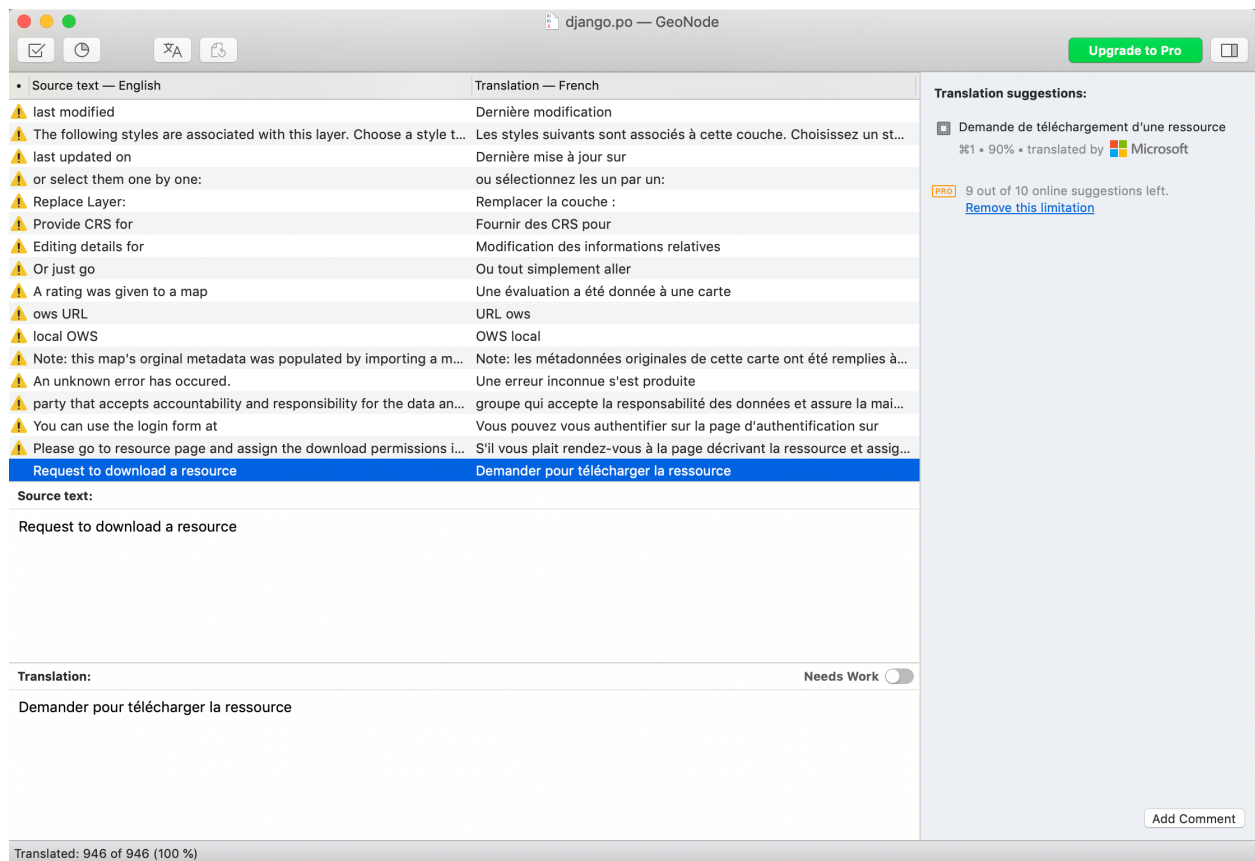 django.po — GeoNode
Upgrade to Pro
• Source text — English Translation — French
last modified Dernière modification
The following styles are associated with this layer. Choose a style t... Les styles suivants sont associés à cette couche. Choisissez un st...
last updated on Dernière mise à jour sur
or select them one by one: ou sélectionnez les un par un:
Replace Layer: Remplacer la couche :
Provide CRS for Fournir des CRS pour
Editing details for Modification des informations relatives
Or just go Ou tout simplement aller
A rating was given to a map Une évaluation a été donnée à une carte
ows URL URL ows
local OWS OWS local
Note: this map's orginal metadata was populated by importing a m... Note: les métadonnées originales de cette carte ont été remplies à...
An unknown error has occured. Une erreur inconnue s'est produite
party that accepts accountability and responsibility for the data an... groupe qui accepte la responsabilité des données et assure la mai...
You can use the login form at Vous pouvez vous authentifier sur la page d'authentification sur
Please go to resource page and assign the download permissions i... S'il vous plait rendez-vous à la page décrivant la ressource et assig...
Request to download a resource Demander pour télécharger la ressource
Source text:
Request to download a resource
Translation:
Needs Work
Demander pour télécharger la ressource
Translation suggestions:
Demande de téléchargement d’une ressource
⌘1 • 90% • translated by Microsoft
PRO 9 out of 10 online suggestions left.
Remove this limitation
Add Comment
Translated: 946 of 946 (100 %)